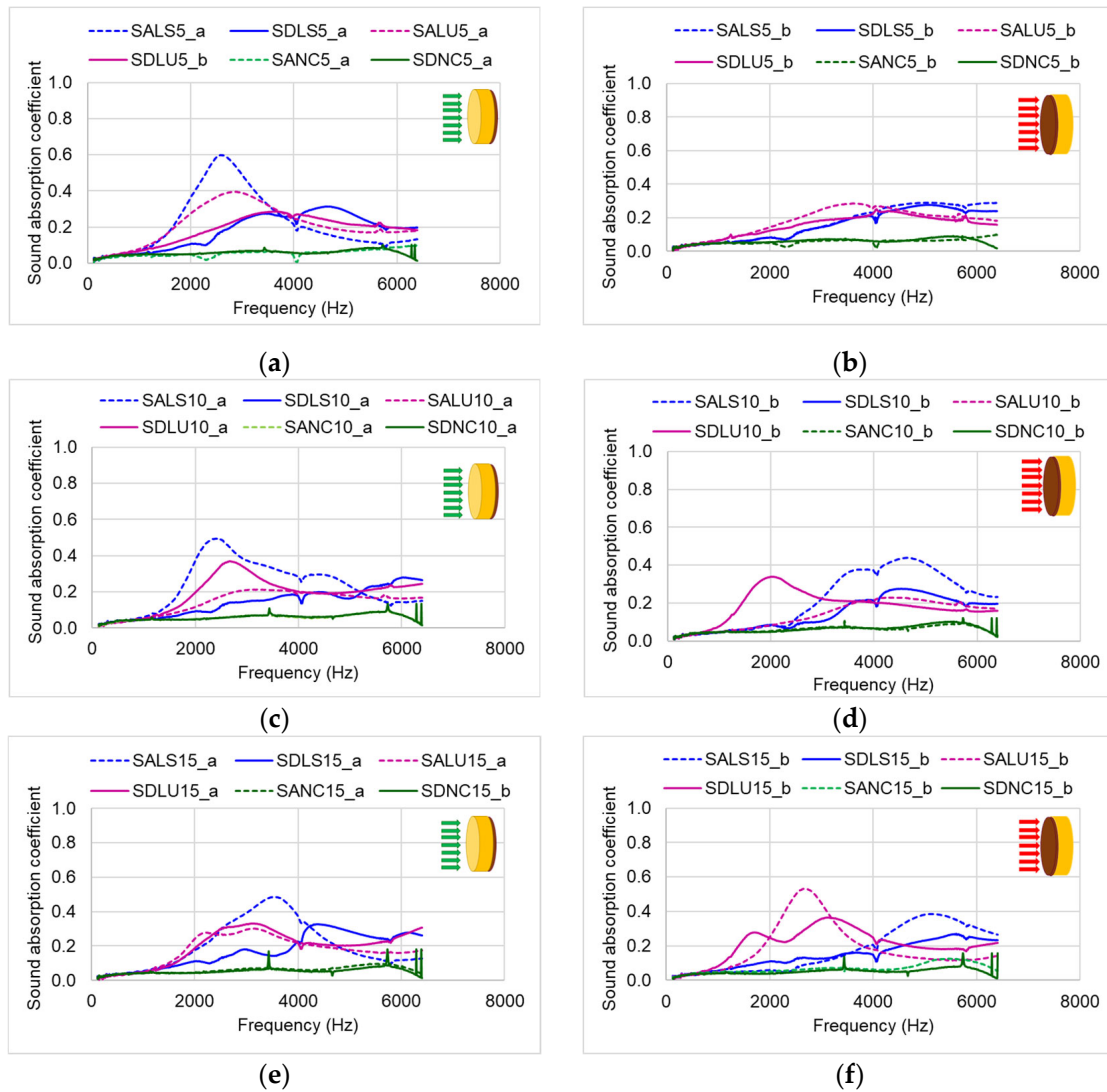 SALS5_a SDLS5_a SALU5_a
SDLU5_b SANC5_a SDNC5_a
Sound absorption coefficient
1.0
0.8
0.6
0.4
0.2
0.0
0 2000 4000 6000 8000
Frequency (Hz)
(a)
SALS5_b SDLS5_b SALU5_b
SDLU5_b SANC5_b SDNC5_b
Sound absorption coefficient
1.0
0.8
0.6
0.4
0.2
0.0
0 2000 4000 6000 8000
Frequency (Hz)
(b)
SALS10_a SDLS10_a SALU10_a
SDLU10_a SANC10_a SDNC10_a
Sound absorption coefficient
1.0
0.8
0.6
0.4
0.2
0.0
0 2000 4000 6000 8000
Frequency (Hz)
(c)
SALS10_b SDLS10_b SALU10_b
SDLU10_b SANC10_b SDNC10_b
Sound absorption coefficient
1.0
0.8
0.6
0.4
0.2
0.0
0 2000 4000 6000 8000
Frequency (Hz)
(d)
SALS15_a SDLS15_a SALU15_a
SDLU15_a SANC15_a SDNC15_b
Sound absorption coefficient
1.0
0.8
0.6
0.4
0.2
0.0
0 2000 4000 6000 8000
Frequency (Hz)
(e)
SALS15_b SDLS15_b SALU15_b
SDLU15_b SANC15_b SDNC15_b
Sound absorption coefficient
1.0
0.8
0.6
0.4
0.2
0.0
0 2000 4000 6000 8000
Frequency (Hz)
(f)